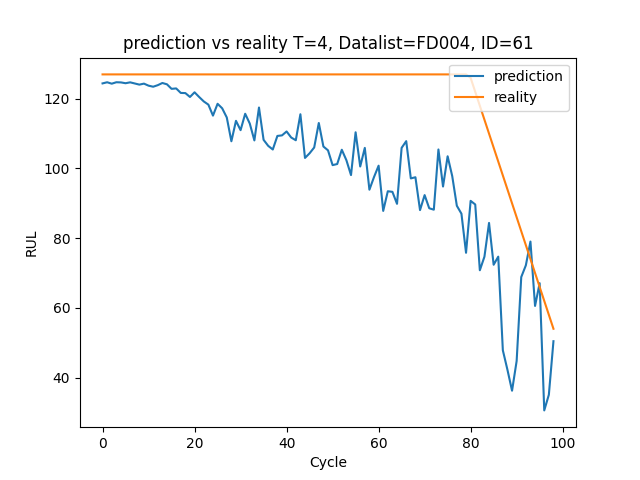 prediction vs reality T=4, Datalist=FD004, ID=61
prediction
reality
120
100
80
60
40
RUL
0 20 40 60 80 100
Cycle